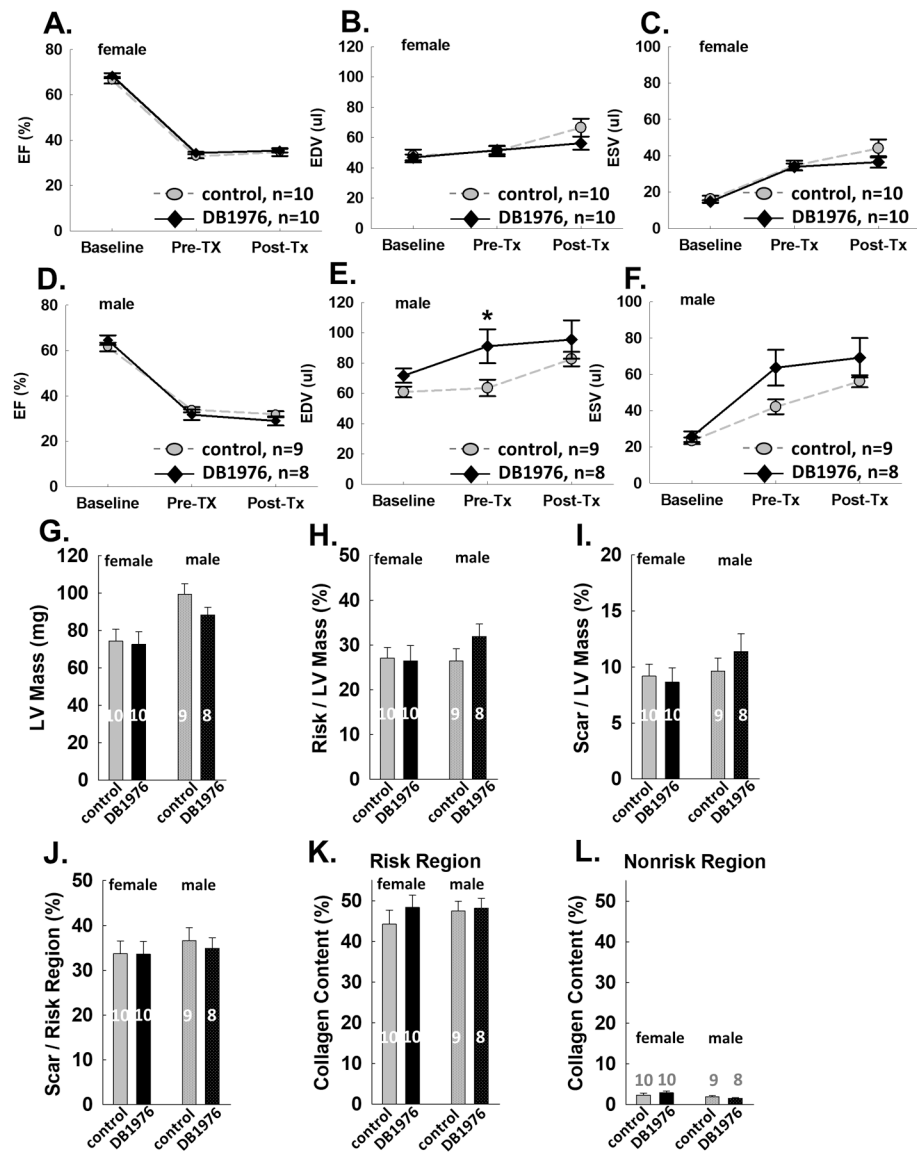 A.
female
EF (%)
80
60
40
20
0
control, n=10
DB1976, n=10
Baseline Pre-TX Post-Tx
B.
female
EDV (ul)
120
100
80
60
40
20
0
control, n=10
DB1976, n=10
Baseline Pre-Tx Post-Tx
C.
female
ESV (ul)
100
80
60
40
20
0
control, n=10
DB1976, n=10
Baseline Pre-Tx Post-Tx
D.
male
EF (%)
80
60
40
20
0
control, n=9
DB1976, n=8
Baseline Pre-TX Post-Tx
E.
male
EDV (ul)
120
100
80
60
40
20
0
*
control, n=9
DB1976, n=8
Baseline Pre-Tx Post-Tx
F.
male
ESV (ul)
100
80
60
40
20
0
control, n=9
DB1976, n=8
Baseline Pre-Tx Post-Tx
G.
female male
LV Mass (mg)
120
100
80
60
40
20
0
10 10 9 8
control DB1976 control DB1976
H.
female male
Risk / LV Mass (%)
50
40
30
20
10
0
10 10 9 8
control DB1976 control DB1976
I.
female male
Scar / LV Mass (%)
20
15
10
5
0
10 10 9 8
control DB1976 control DB1976
J.
female male
Scar / Risk Region (%)
50
40
30
20
10
0
10 10 9 8
control DB1976 control DB1976
K. Risk Region
female male
Collagen Content (%)
50
40
30
20
10
0
10 10 9 8
control DB1976 control DB1976
L. Nonrisk Region
Collagen Content (%)
50
40
30
20
10
0
female male
10 10 9 8
control DB1976 control DB1976